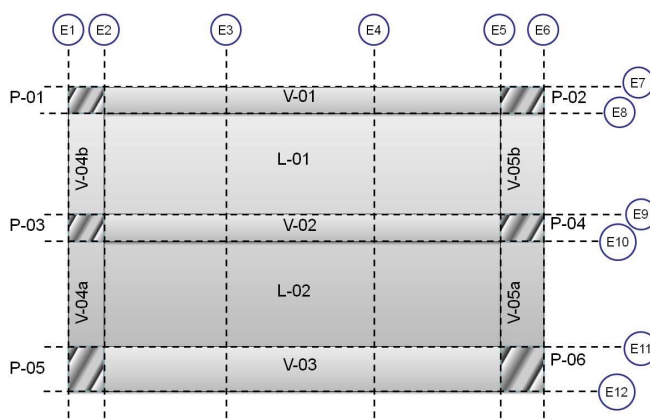 E1 E2 E3 E4 E5 E6
E7
P-01 V-01 P-02
E8
V-04b L-01 V-05b
E9
P-03 V-02 P-04
E10
V-04a L-02 V-05a
E11
P-05 V-03 P-06
E12